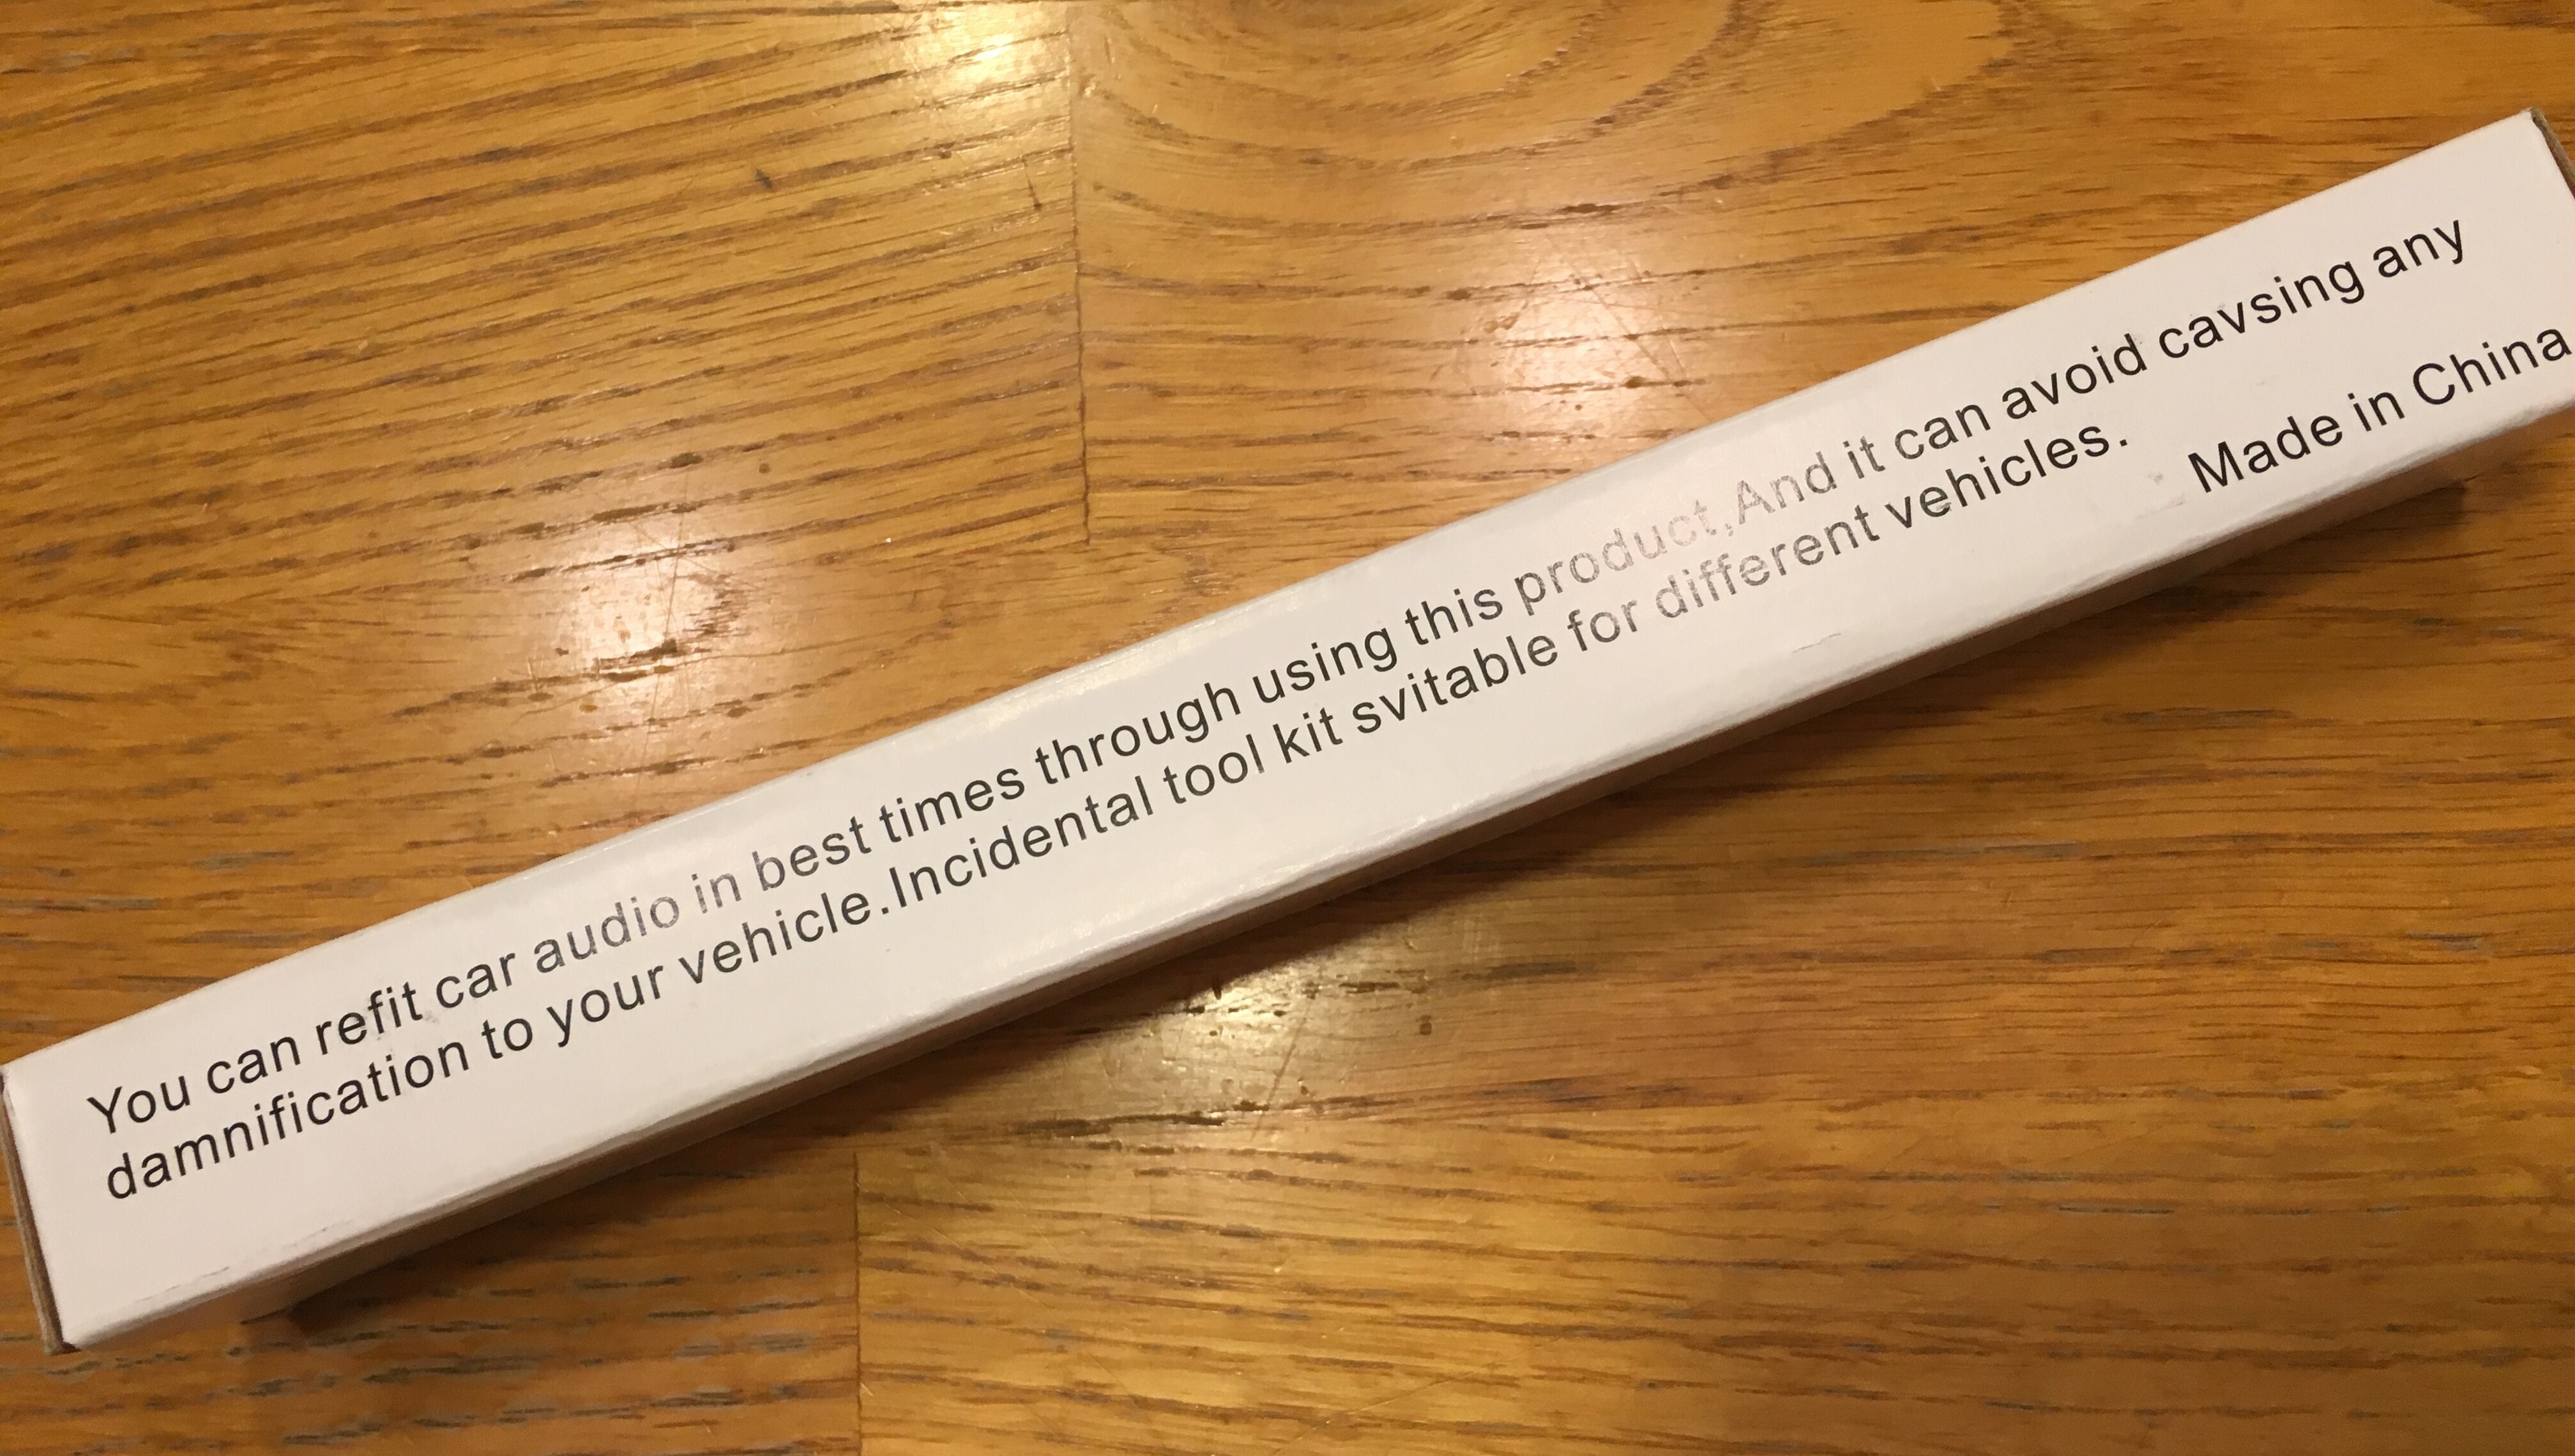 You can refit car audio in best times through using this product,And it can avoid cavsing any
damnification to your vehicle.Incidental tool kit svitable for different vehicles.
Made in China